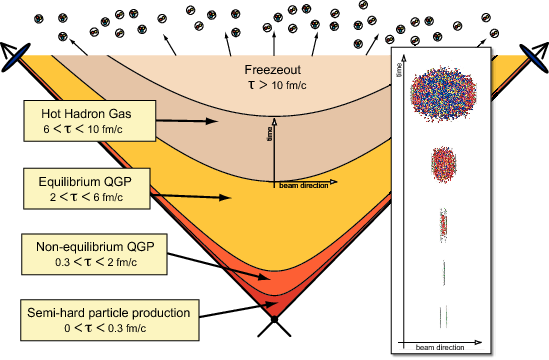 Freezeout
τ > 10 fm/c
Hot Hadron Gas
6 < τ < 10 fm/c
time
beam direction
Equilibrium QGP
2 < τ < 6 fm/c
Non-equilibrium QGP
0.3 < τ < 2 fm/c
Semi-hard particle production
0 < τ < 0.3 fm/c
time
beam direction